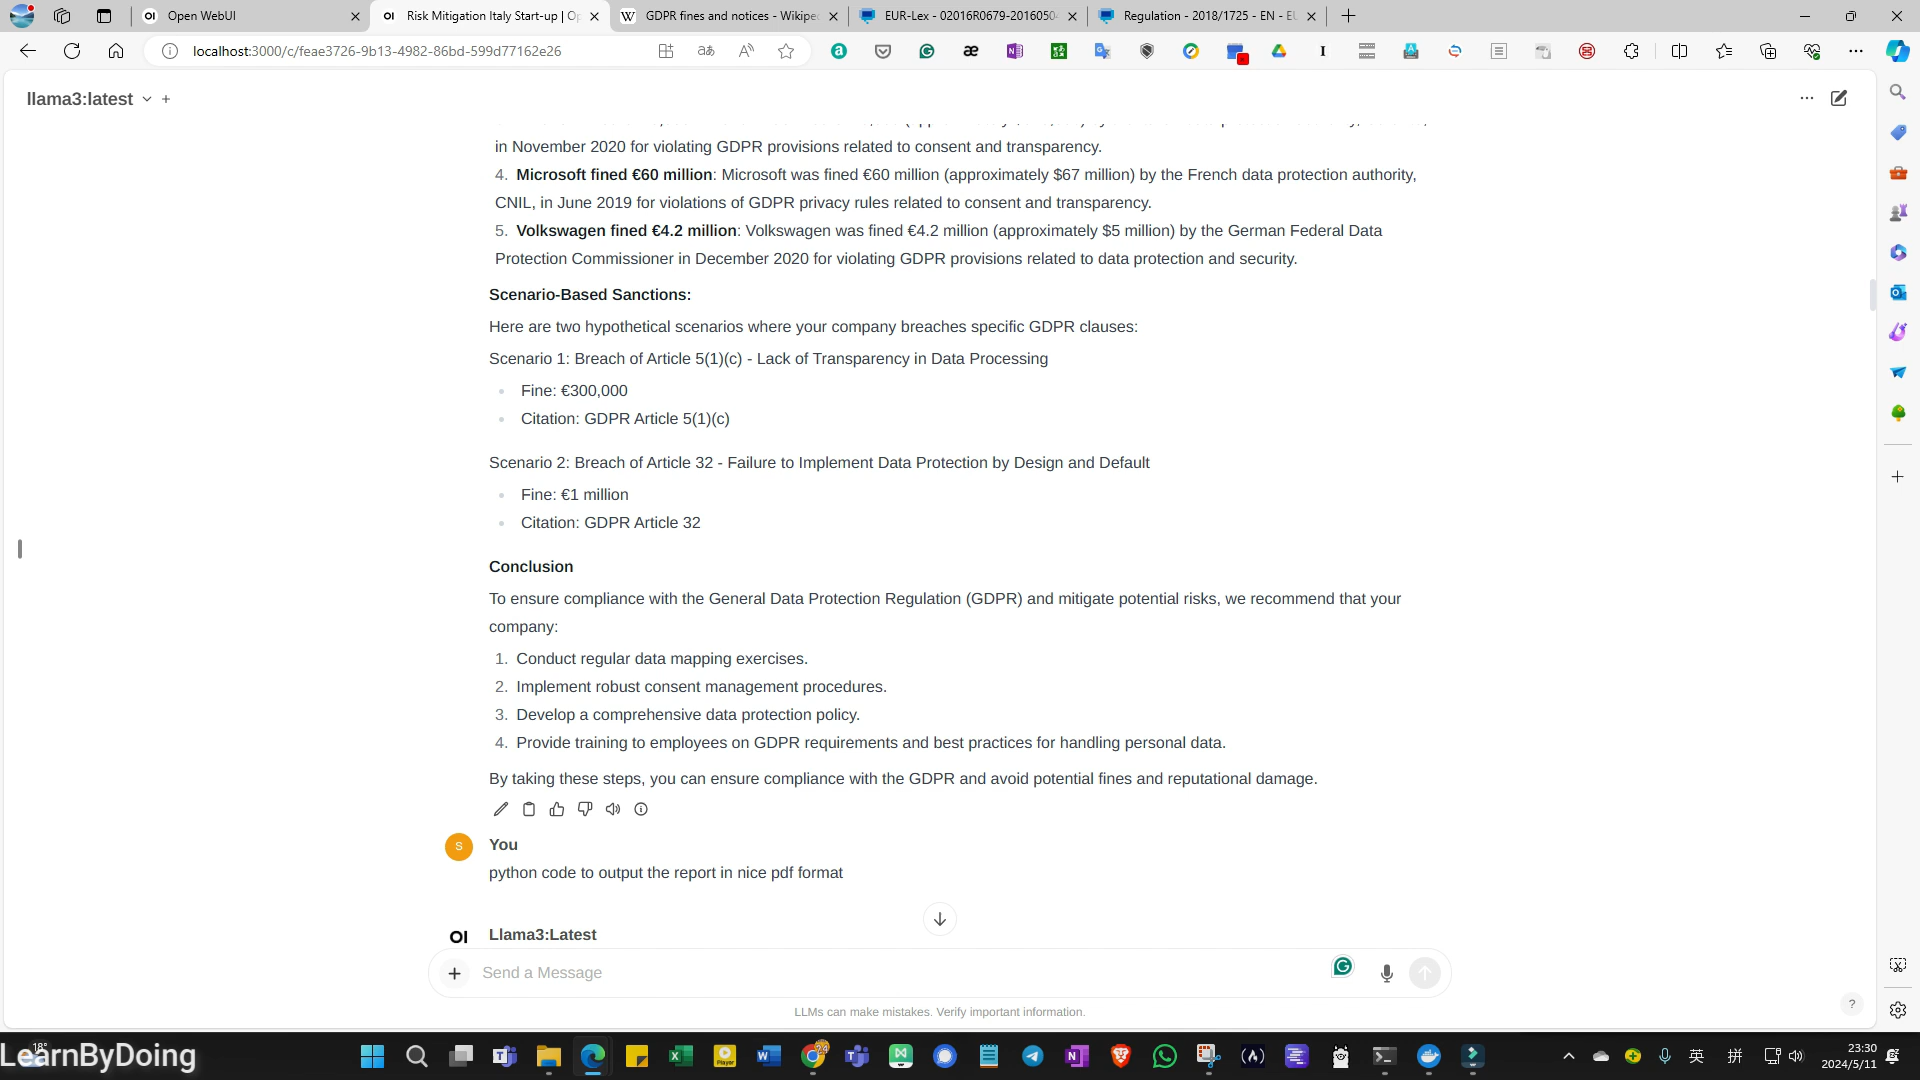 Open WebUI
OI Risk Mitigation Italy Start-up | Op
GDPR fines and notices - Wikipe
EUR-Lex - 02016R0679-2016050
Regulation - 2018/1725 - EN - EU
localhost:3000/c/feae3726-9b13-4982-86bd-599d77162e26
llama3:latest
in November 2020 for violating GDPR provisions related to consent and transparency.
4. Microsoft fined €60 million: Microsoft was fined €60 million (approximately $67 million) by the French data protection authority,
CNIL, in June 2019 for violations of GDPR privacy rules related to consent and transparency.
5. Volkswagen fined €4.2 million: Volkswagen was fined €4.2 million (approximately $5 million) by the German Federal Data
Protection Commissioner in December 2020 for violating GDPR provisions related to data protection and security.
Scenario-Based Sanctions:
Here are two hypothetical scenarios where your company breaches specific GDPR clauses:
Scenario 1: Breach of Article 5(1)(c) - Lack of Transparency in Data Processing
Fine: €300,000
Citation: GDPR Article 5(1)(c)
Scenario 2: Breach of Article 32 - Failure to Implement Data Protection by Design and Default
Fine: €1 million
Citation: GDPR Article 32
Conclusion
To ensure compliance with the General Data Protection Regulation (GDPR) and mitigate potential risks, we recommend that your
company:
1. Conduct regular data mapping exercises.
2. Implement robust consent management procedures.
3. Develop a comprehensive data protection policy.
4. Provide training to employees on GDPR requirements and best practices for handling personal data.
By taking these steps, you can ensure compliance with the GDPR and avoid potential fines and reputational damage.
S You
python code to output the report in nice pdf format
OI Llama3:Latest
Send a Message
LLMs can make mistakes. Verify important information.
LearnByDoing
18°
英 拼
23:30
2024/5/11